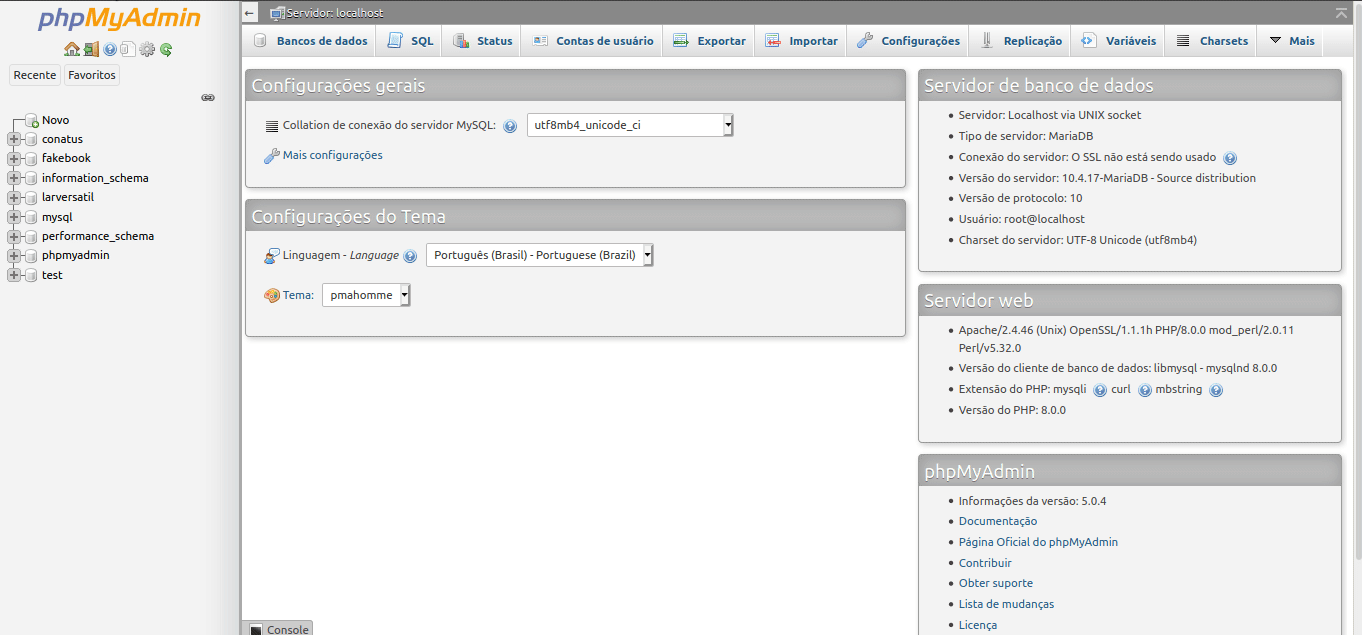 phpMyAdmin
Recente Favoritos
Novo
conatus
fakebook
information_schema
larversatil
mysql
performance_schema
phpmyadmin
test
Servidor: localhost
Bancos de dados SQL Status Contas de usuário Exportar Importar Configurações Replicação Variáveis Charsets Mais
Configurações gerais
Collation de conexão do servidor MySQL: utf8mb4_unicode_ci
Mais configurações
Configurações do Tema
Linguagem - Language Português (Brasil) - Portuguese (Brazil)
Tema: pmahomme
Servidor de banco de dados
Servidor: Localhost via UNIX socket
Tipo de servidor: MariaDB
Conexão do servidor: O SSL não está sendo usado
Versão do servidor: 10.4.17-MariaDB - Source distribution
Versão de protocolo: 10
Usuário: root@localhost
Charset do servidor: UTF-8 Unicode (utf8mb4)
Servidor web
Apache/2.4.46 (Unix) OpenSSL/1.1.1h PHP/8.0.0 mod_perl/2.0.11
Perl/v5.32.0
Versão do cliente de banco de dados: libmysql - mysqlnd 8.0.0
Extensão do PHP: mysqli curl mbstring
Versão do PHP: 8.0.0
phpMyAdmin
Informações da versão: 5.0.4
Documentação
Página Oficial do phpMyAdmin
Contribuir
Obter suporte
Lista de mudanças
Licença
Console